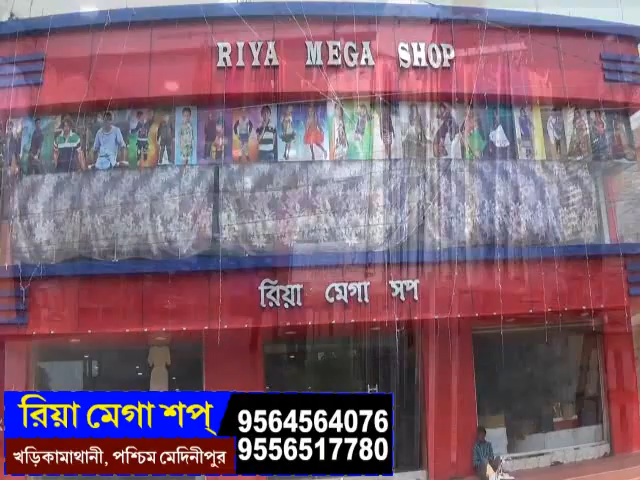 RIYA MEGA SHOP
রিয়া মেগা সপ
রিয়া মেগা শপ্
খড়িকামাথানী, পশ্চিম মেদিনীপুর
9564564076
9556517780